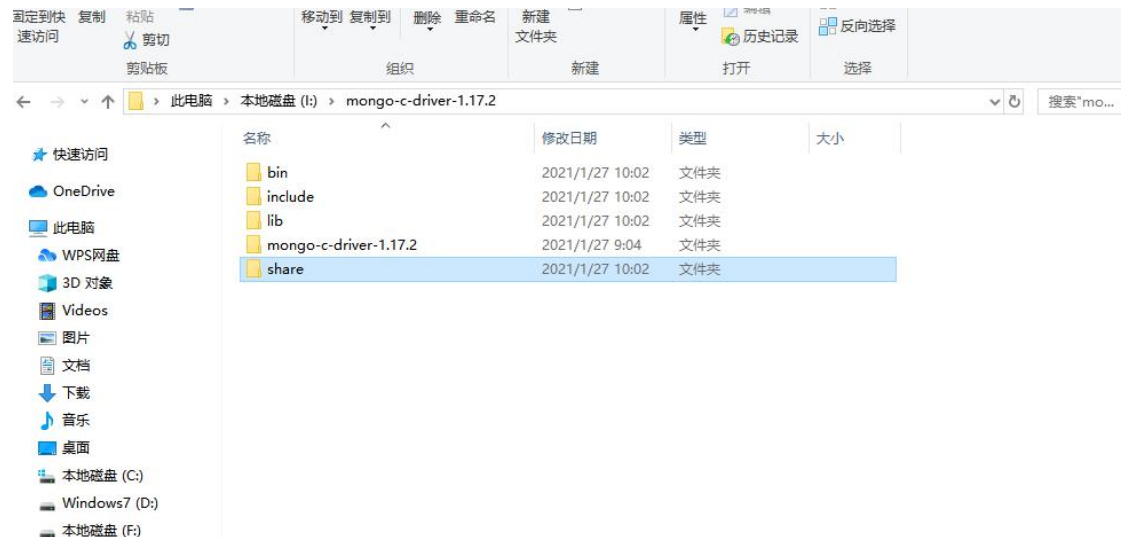 固定到快 复制 粘贴 移动到 复制到 删除 重命名 新建 属性 编辑
速访问 剪切 文件夹 历史记录 反向选择
剪贴板 组织 新建 打开 选择
此电脑 › 本地磁盘 (I:) › mongo-c-driver-1.17.2 搜索"mo...
名称 修改日期 类型 大小
快速访问
bin 2021/1/27 10:02 文件夹
OneDrive
include 2021/1/27 10:02 文件夹
lib 2021/1/27 10:02 文件夹
此电脑
mongo-c-driver-1.17.2 2021/1/27 9:04 文件夹
WPS网盘
share 2021/1/27 10:02 文件夹
3D 对象
Videos
图片
文档
下载
音乐
桌面
本地磁盘 (C:)
Windows7 (D:)
本地磁盘 (F:)